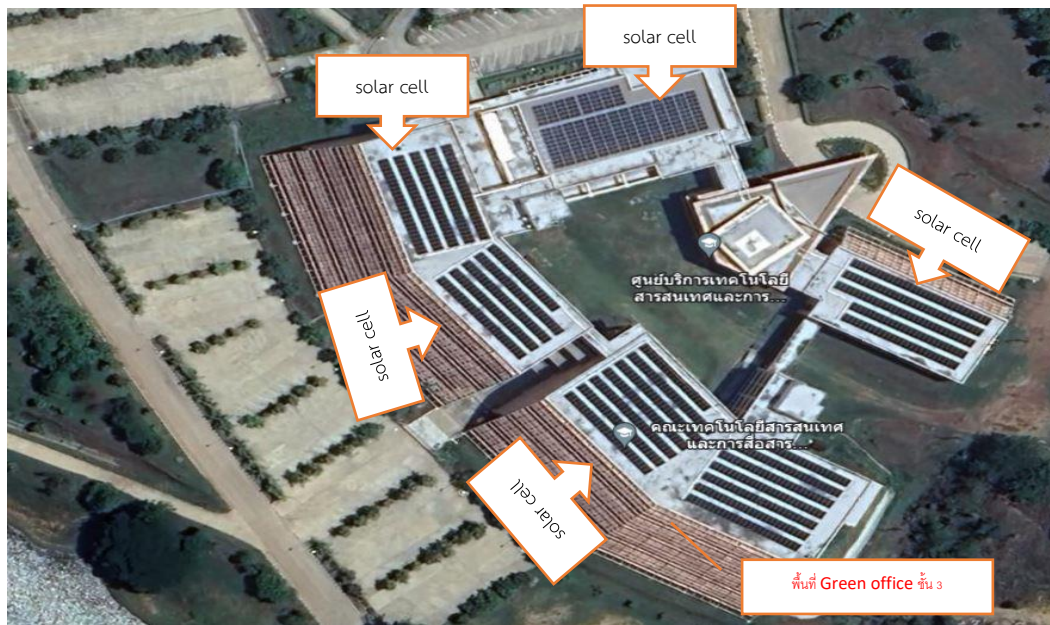 solar cell
solar cell
solar cell
ศูนย์บริการเทคโนโลยี
สารสนเทศและการ...
solar cell
คณะเทคโนโลยีสารสนเทศ
และการสื่อสาร...
solar cell
พื้นที่ Green office ชั้น 3